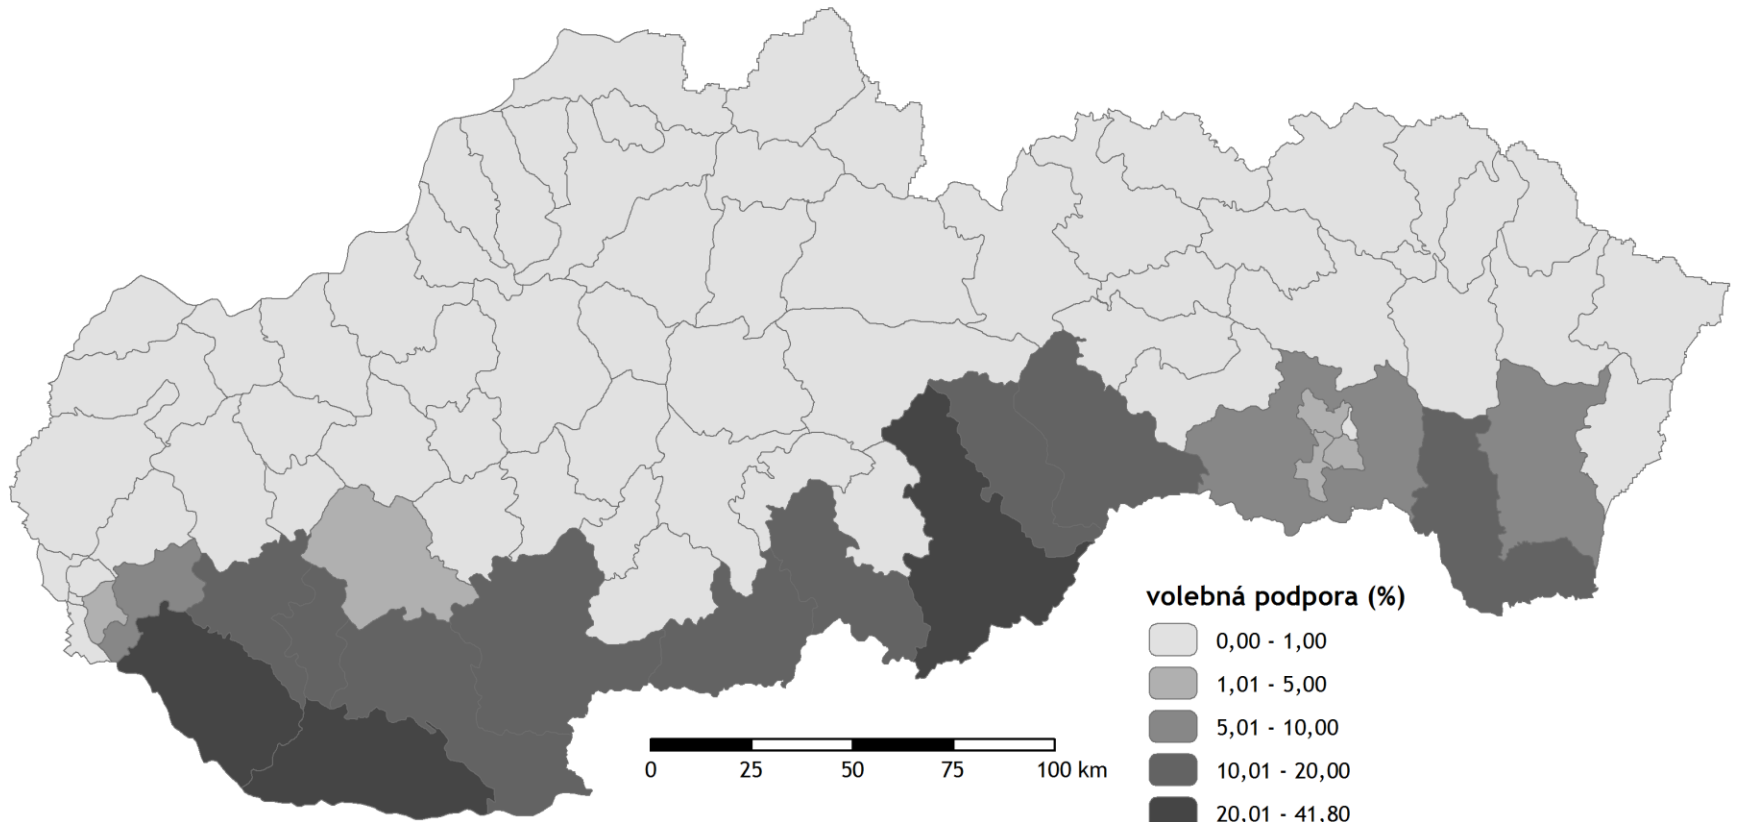 volebná podpora (%)
0,00 - 1,00
1,01 - 5,00
5,01 - 10,00
10,01 - 20,00
20,01 - 41,80
0 25 50 75 100 km